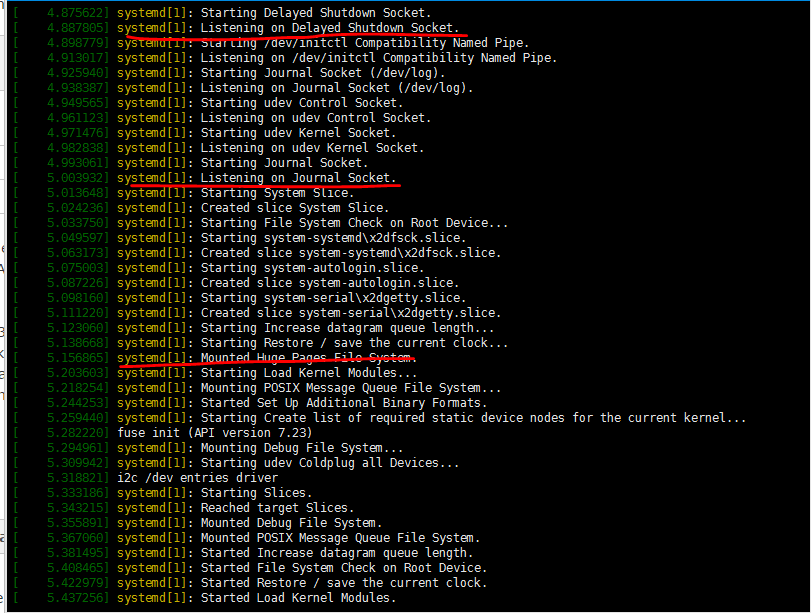 [    4.875622] systemd[1]: Starting Delayed Shutdown Socket.
[    4.887805] systemd[1]: Listening on Delayed Shutdown Socket.
[    4.898779] systemd[1]: Starting /dev/initctl Compatibility Named Pipe.
[    4.913017] systemd[1]: Listening on /dev/initctl Compatibility Named Pipe.
[    4.925940] systemd[1]: Starting Journal Socket (/dev/log).
[    4.938387] systemd[1]: Listening on Journal Socket (/dev/log).
[    4.949565] systemd[1]: Starting udev Control Socket.
[    4.961123] systemd[1]: Listening on udev Control Socket.
[    4.971476] systemd[1]: Starting udev Kernel Socket.
[    4.982838] systemd[1]: Listening on udev Kernel Socket.
[    4.993061] systemd[1]: Starting Journal Socket.
[    5.003932] systemd[1]: Listening on Journal Socket.
[    5.013648] systemd[1]: Starting System Slice.
[    5.024236] systemd[1]: Created slice System Slice.
[    5.033750] systemd[1]: Starting File System Check on Root Device...
[    5.049597] systemd[1]: Starting system-systemd\x2dfsck.slice.
[    5.063173] systemd[1]: Created slice system-systemd\x2dfsck.slice.
[    5.075003] systemd[1]: Starting system-autologin.slice.
[    5.087226] systemd[1]: Created slice system-autologin.slice.
[    5.098160] systemd[1]: Starting system-serial\x2dgetty.slice.
[    5.111220] systemd[1]: Created slice system-serial\x2dgetty.slice.
[    5.123060] systemd[1]: Starting Increase datagram queue length...
[    5.138668] systemd[1]: Starting Restore / save the current clock...
[    5.156865] systemd[1]: Mounted Huge Pages File System.
[    5.203603] systemd[1]: Starting Load Kernel Modules...
[    5.218254] systemd[1]: Mounting POSIX Message Queue File System...
[    5.244253] systemd[1]: Started Set Up Additional Binary Formats.
[    5.259440] systemd[1]: Starting Create list of required static device nodes for the current kernel...
[    5.282220] fuse init (API version 7.23)
[    5.294961] systemd[1]: Mounting Debug File System...
[    5.309942] systemd[1]: Starting udev Coldplug all Devices...
[    5.318821] i2c /dev entries driver
[    5.333186] systemd[1]: Starting Slices.
[    5.343215] systemd[1]: Reached target Slices.
[    5.355891] systemd[1]: Mounted Debug File System.
[    5.367060] systemd[1]: Mounted POSIX Message Queue File System.
[    5.381495] systemd[1]: Started Increase datagram queue length.
[    5.408465] systemd[1]: Started File System Check on Root Device.
[    5.422979] systemd[1]: Started Restore / save the current clock.
[    5.437256] systemd[1]: Started Load Kernel Modules.